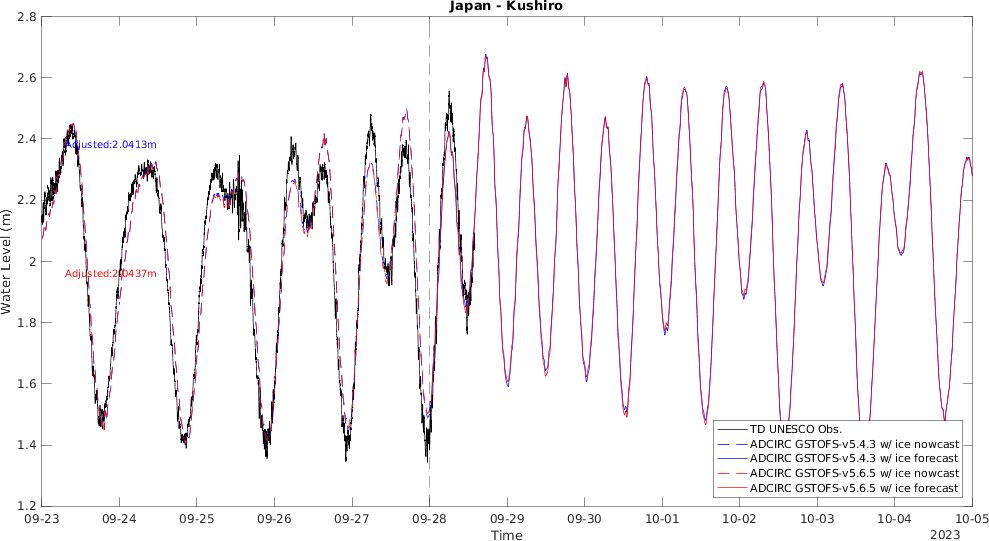 Japan - Kushiro
2.8
2.6
2.4
2.2
2
1.8
1.6
1.4
1.2
Water Level (m)
Adjusted:2.0413m
Adjusted:2.0437m
TD UNESCO Obs.
ADCIRC GSTOFS-v5.4.3 w/ ice nowcast
ADCIRC GSTOFS-v5.4.3 w/ ice forecast
ADCIRC GSTOFS-v5.6.5 w/ ice nowcast
ADCIRC GSTOFS-v5.6.5 w/ ice forecast
09-23 09-24 09-25 09-26 09-27 09-28 09-29 09-30 10-01 10-02 10-03 10-04 10-05
Time
2023